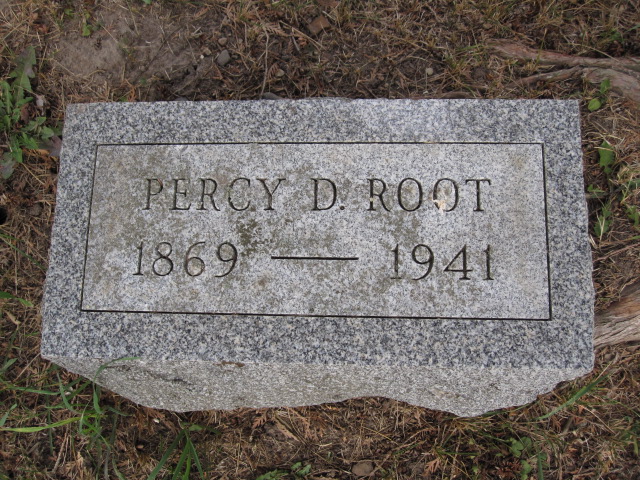 PERCY D. ROOT
1869 — 1941